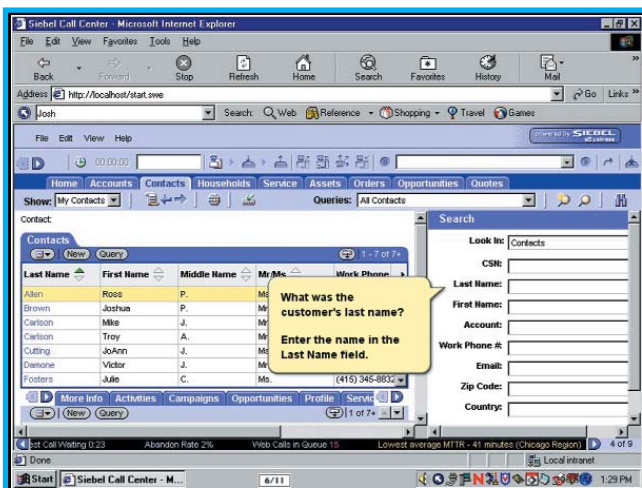 Siebel Call Center - Microsoft Internet Explorer
File Edit View Favorites Tools Help
Back Forward Stop Refresh Home Search Favorites History Mail
Address http://localhost/start.swe Go Links »
Josh Search: Web Reference Shopping Travel Games
File Edit View Help powered by SIEBEL eBusiness
00:00:00
Home Accounts Contacts Households Service Assets Orders Opportunities Quotes
Show: My Contacts Queries: All Contacts
Contact:
Search
Contacts
Look In: Contacts
New Query 1 - 7 of 7+
CSN:
Last Name First Name Middle Name Mr/Ms Work Phone
Last Name:
Allen Ross P.
First Name:
Brown Joshua P.
Account:
Carlson Mike J.
Carlson Troy A.
Work Phone #:
Cutting JoAnn J.
Email:
Damone Victor J.
Fosters Julie C. Ms. (415) 345-8832
Zip Code:
What was the
customer's last name?
Enter the name in the
Last Name field.
More Info Activities Campaigns Opportunities Profile Servic
Country:
New Query 1 of 7+
est Call Waiting 0:23 Abandon Rate 2% Web Calls in Queue 15 Lowest average MTTR - 41 minutes (Chicago Region) 4 of 9
Done Local intranet
Start Siebel Call Center - M... 6/11 1:29 PM